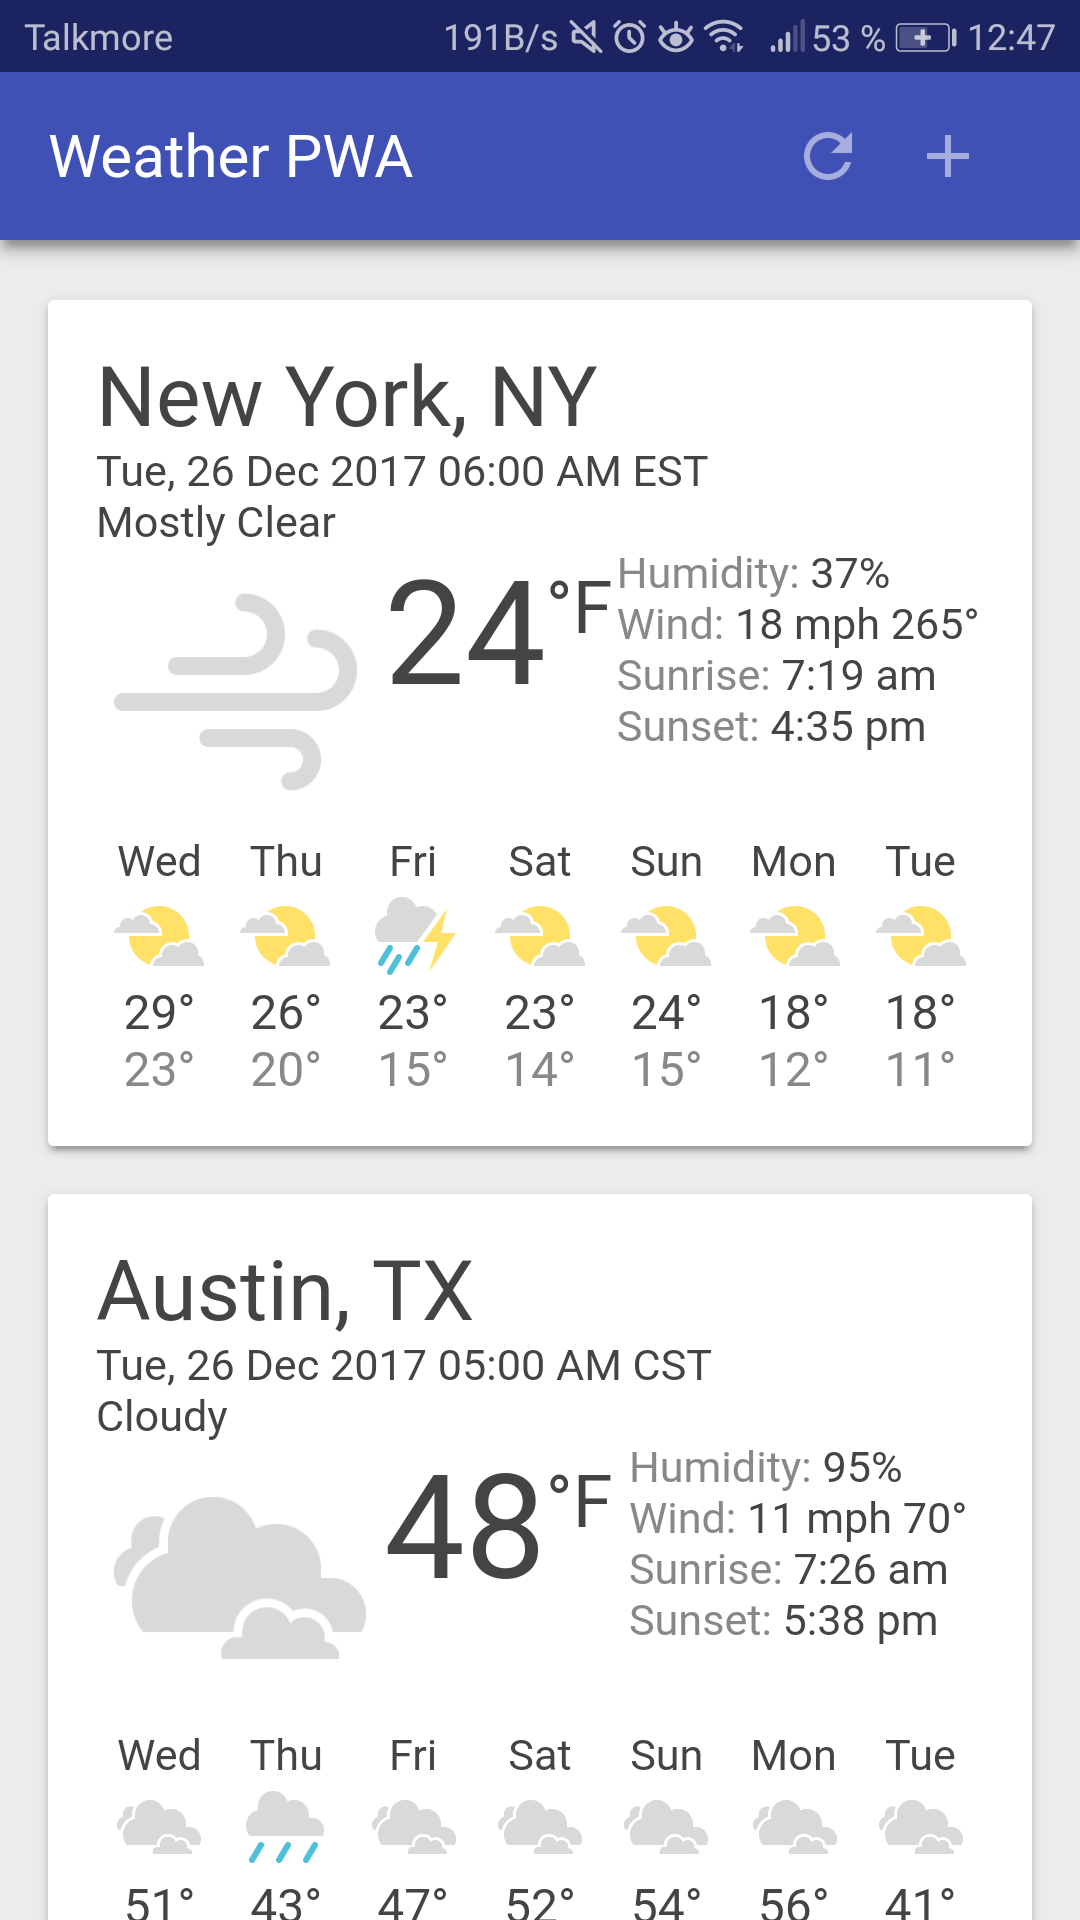 Talkmore 191B/s 53 % 12:47
Weather PWA
New York, NY
Tue, 26 Dec 2017 06:00 AM EST
Mostly Clear
24°F
Humidity: 37%
Wind: 18 mph 265°
Sunrise: 7:19 am
Sunset: 4:35 pm
Wed Thu Fri Sat Sun Mon Tue
29° 26° 23° 23° 24° 18° 18°
23° 20° 15° 14° 15° 12° 11°
Austin, TX
Tue, 26 Dec 2017 05:00 AM CST
Cloudy
48°F
Humidity: 95%
Wind: 11 mph 70°
Sunrise: 7:26 am
Sunset: 5:38 pm
Wed Thu Fri Sat Sun Mon Tue
51° 43° 47° 52° 54° 56° 41°